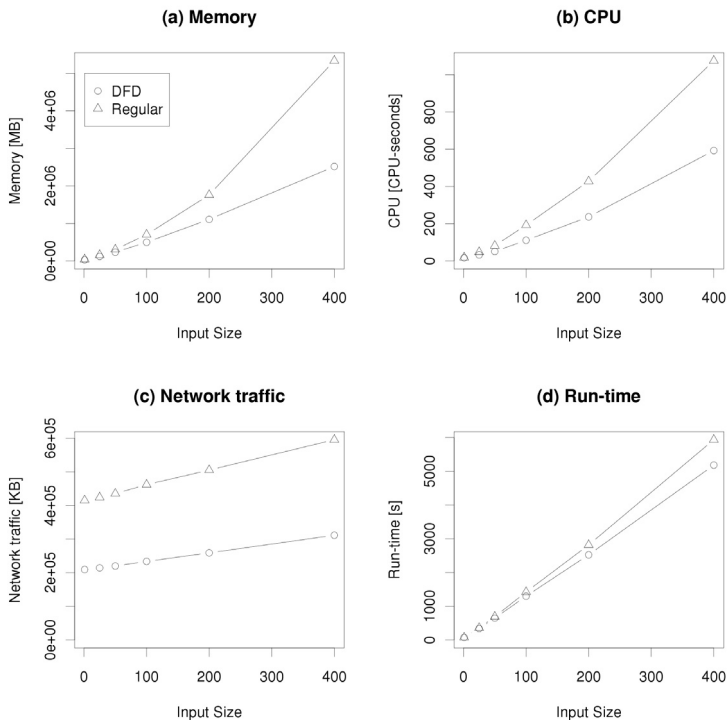 (a) Memory
Memory [MB]
0e+00
2e+06
4e+06
DFD
Regular
0
100
200
300
400
Input Size
(b) CPU
CPU [CPU-seconds]
0
200
400
600
800
0
100
200
300
400
Input Size
(c) Network traffic
Network traffic [KB]
0e+00
2e+05
4e+05
6e+05
0
100
200
300
400
Input Size
(d) Run-time
Run-time [s]
0
1000
3000
5000
0
100
200
300
400
Input Size